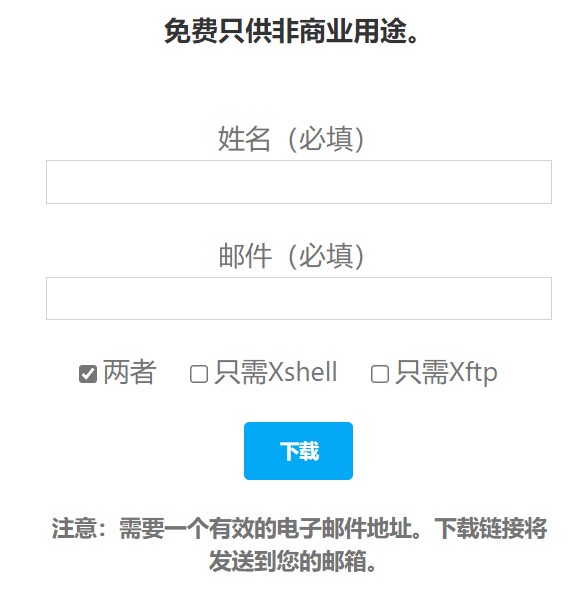 免费只供非商业用途。
姓名（必填）
邮件（必填）
两者 只需Xshell 只需Xftp
下载
注意：需要一个有效的电子邮件地址。下载链接将
发送到您的邮箱。